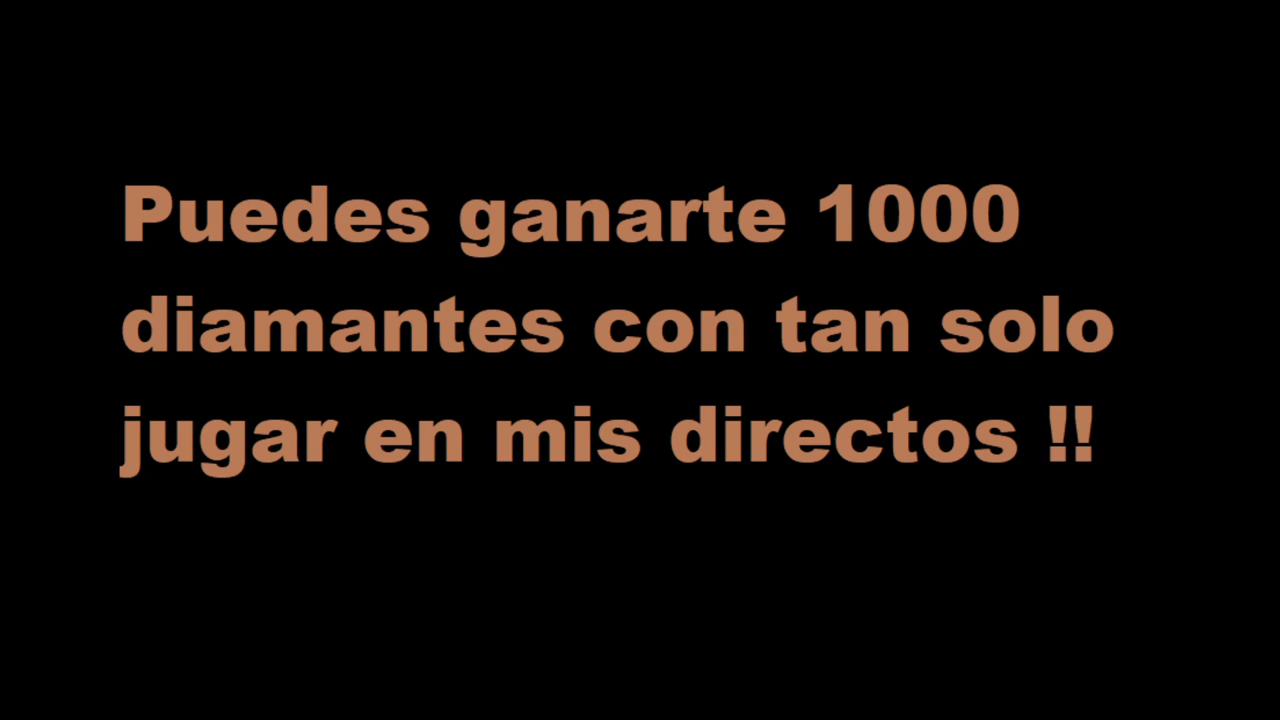 Puedes ganarte 1000
diamantes con tan solo
jugar en mis directos !!